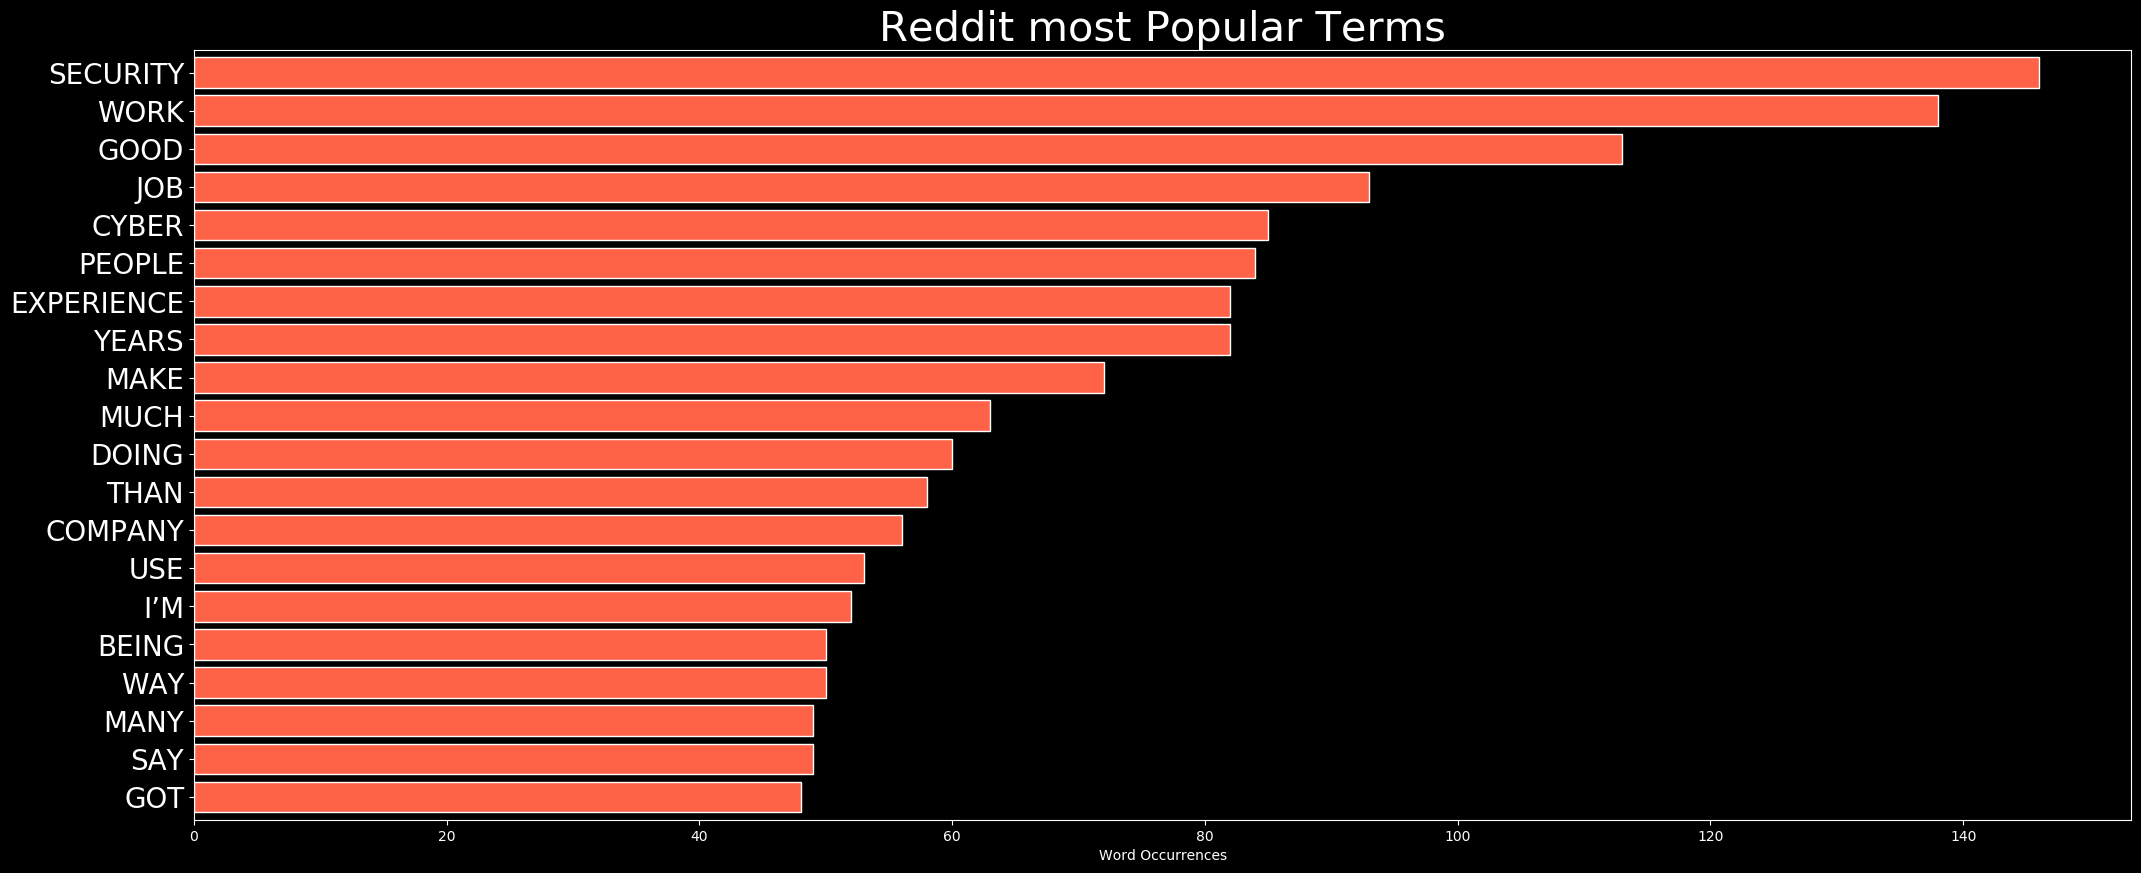 Reddit most Popular Terms
SECURITY
WORK
GOOD
JOB
CYBER
PEOPLE
EXPERIENCE
YEARS
MAKE
MUCH
DOING
THAN
COMPANY
USE
I’M
BEING
WAY
MANY
SAY
GOT
0 20 40 60 80 100 120 140
Word Occurrences